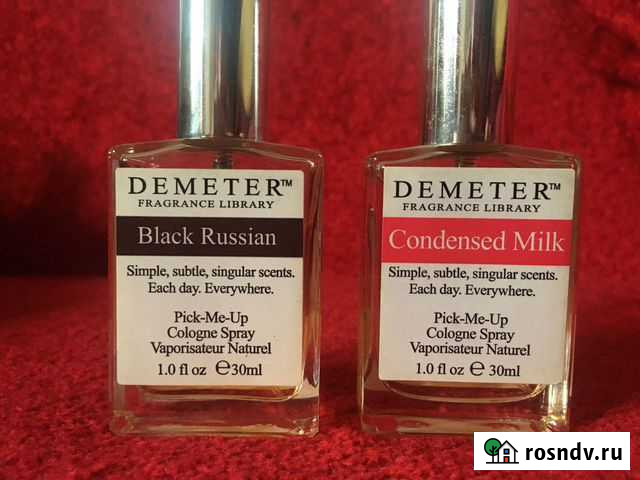 DEMETER™
FRAGRANCE LIBRARY
Black Russian
Simple, subtle, singular scents.
Each day. Everywhere.
Pick-Me-Up
Cologne Spray
Vaporisateur Naturel
1.0 fl oz ℮30ml
DEMETER™
FRAGRANCE LIBRARY
Condensed Milk
Simple, subtle, singular scents.
Each day. Everywhere.
Pick-Me-Up
Cologne Spray
Vaporisateur Naturel
1.0 fl oz ℮30ml
rosndv.ru